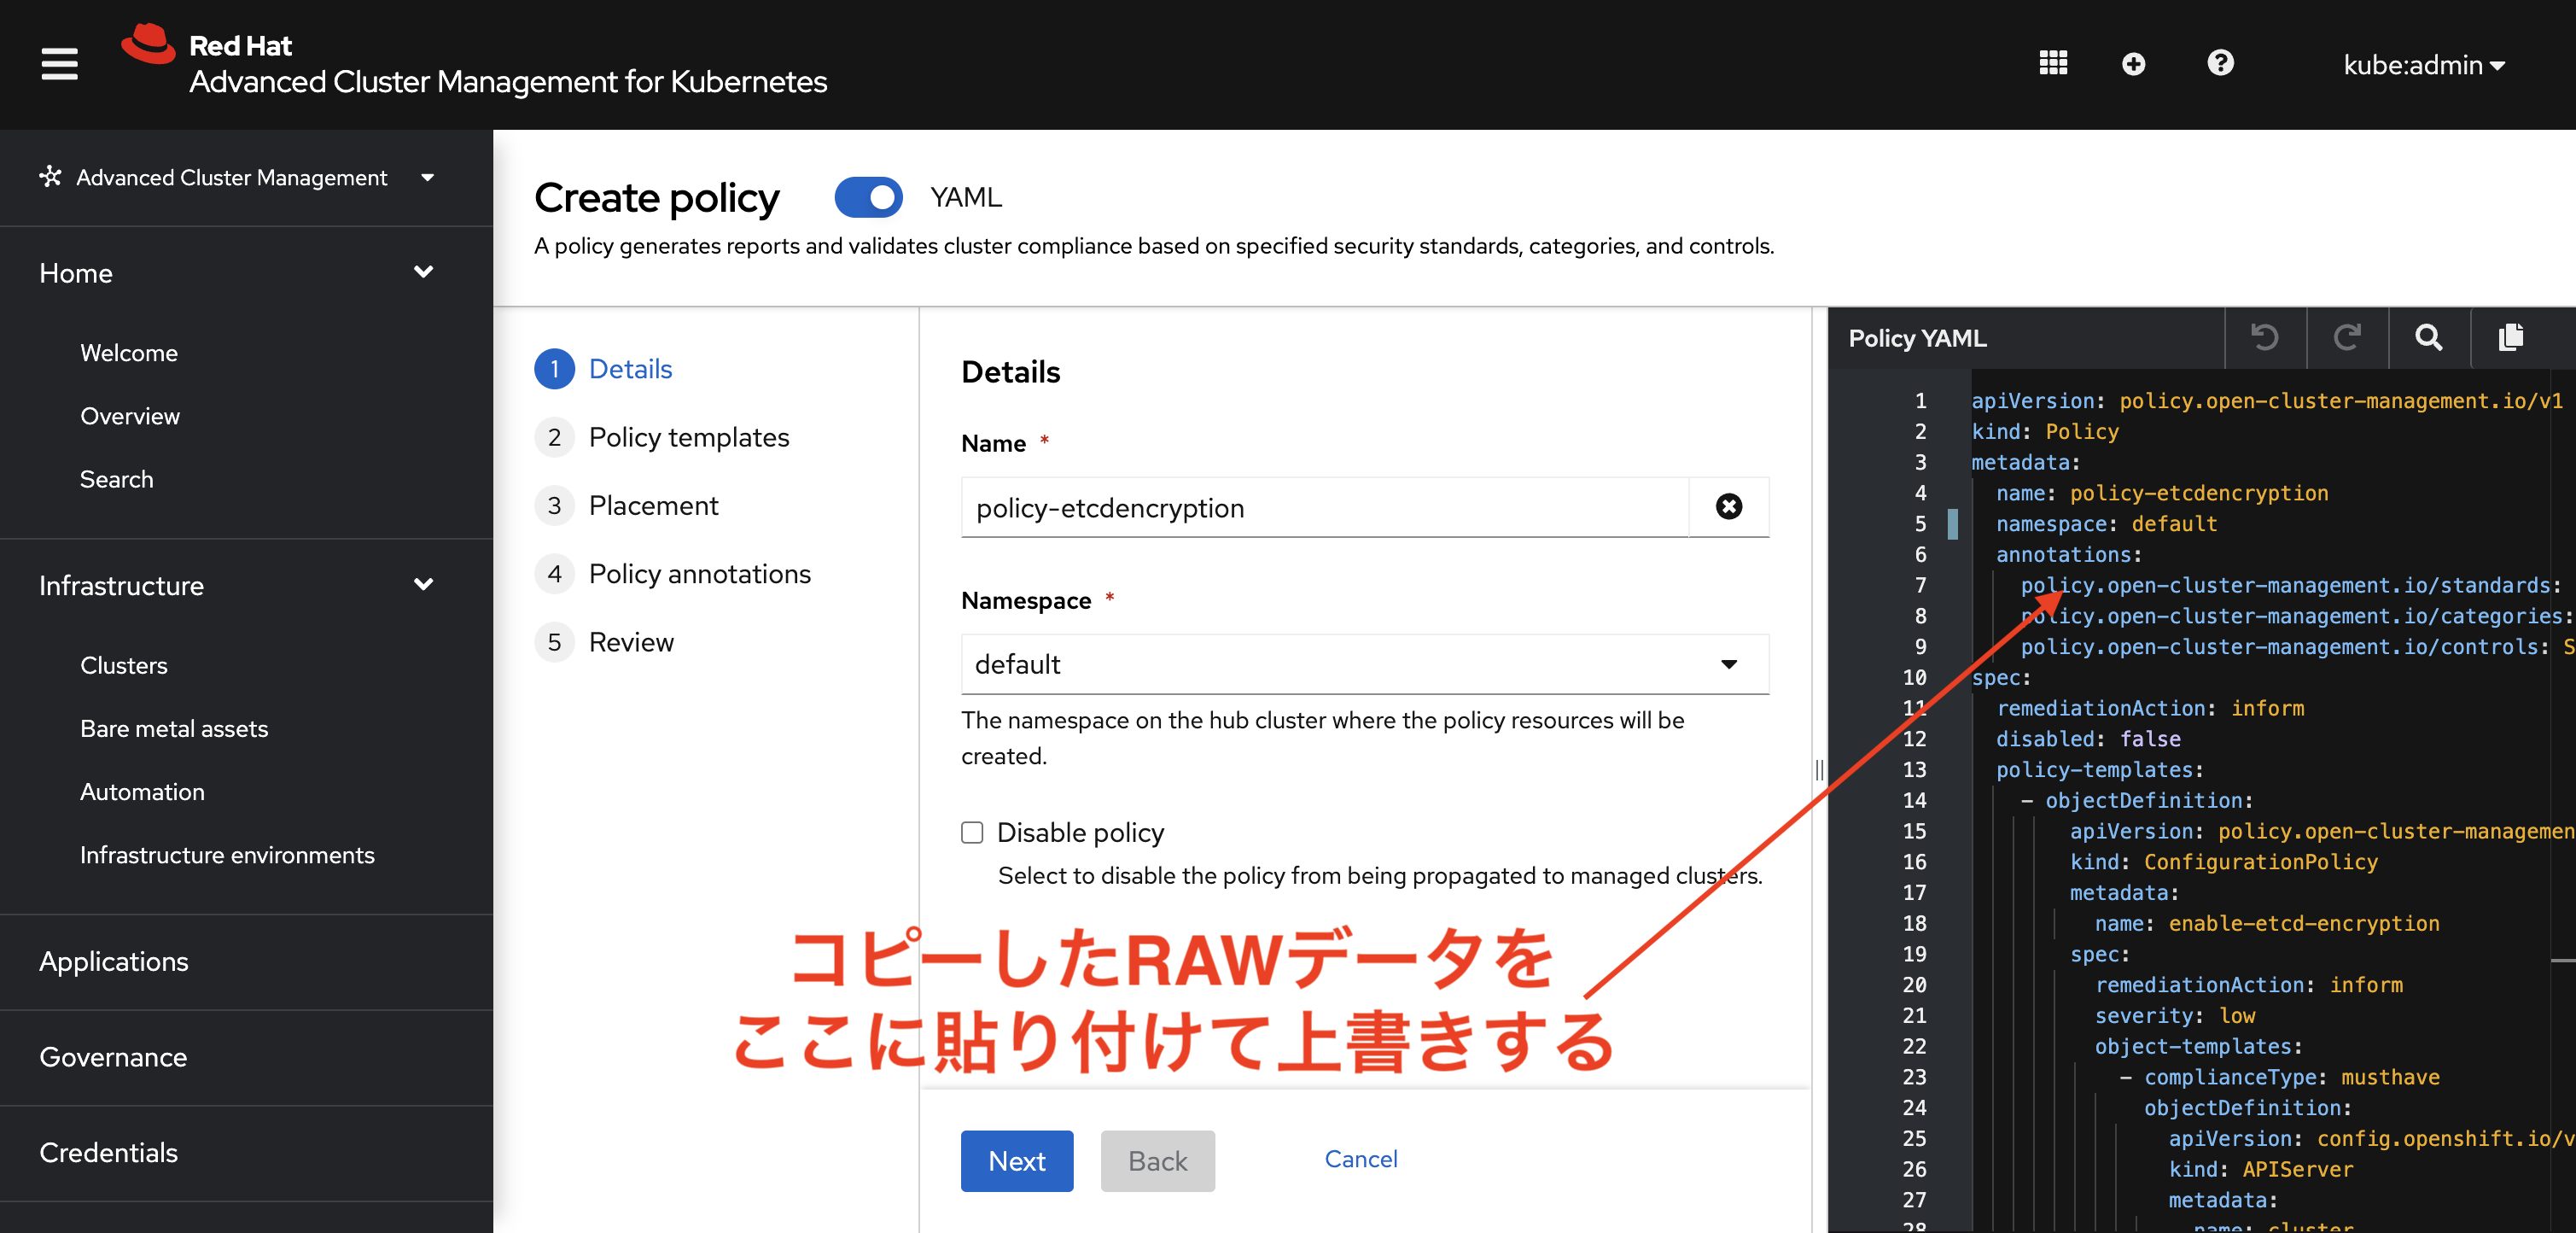 Red Hat
Advanced Cluster Management for Kubernetes
kube:admin
Advanced Cluster Management
Home
Welcome
Overview
Search
Infrastructure
Clusters
Bare metal assets
Automation
Infrastructure environments
Applications
Governance
Credentials
Create policy
YAML
A policy generates reports and validates cluster compliance based on specified security standards, categories, and controls.
1 Details
2 Policy templates
3 Placement
4 Policy annotations
5 Review
Details
Name *
policy-etcdencryption
Namespace *
default
The namespace on the hub cluster where the policy resources will be
created.
Disable policy
Select to disable the policy from being propagated to managed clusters.
コピーしたRAWデータを
ここに貼り付けて上書きする
Next
Back
Cancel
Policy YAML
1 apiVersion: policy.open-cluster-management.io/v1
2 kind: Policy
3 metadata:
4 name: policy-etcdencryption
5 namespace: default
6 annotations:
7 policy.open-cluster-management.io/standards:
8 policy.open-cluster-management.io/categories:
9 policy.open-cluster-management.io/controls: S
10 spec:
11 remediationAction: inform
12 disabled: false
13 policy-templates:
14 - objectDefinition:
15 apiVersion: policy.open-cluster-managemen
16 kind: ConfigurationPolicy
17 metadata:
18 name: enable-etcd-encryption
19 spec:
20 remediationAction: inform
21 severity: low
22 object-templates:
23 - complianceType: musthave
24 objectDefinition:
25 apiVersion: config.openshift.io/v
26 kind: APIServer
27 metadata:
28 name: cluster